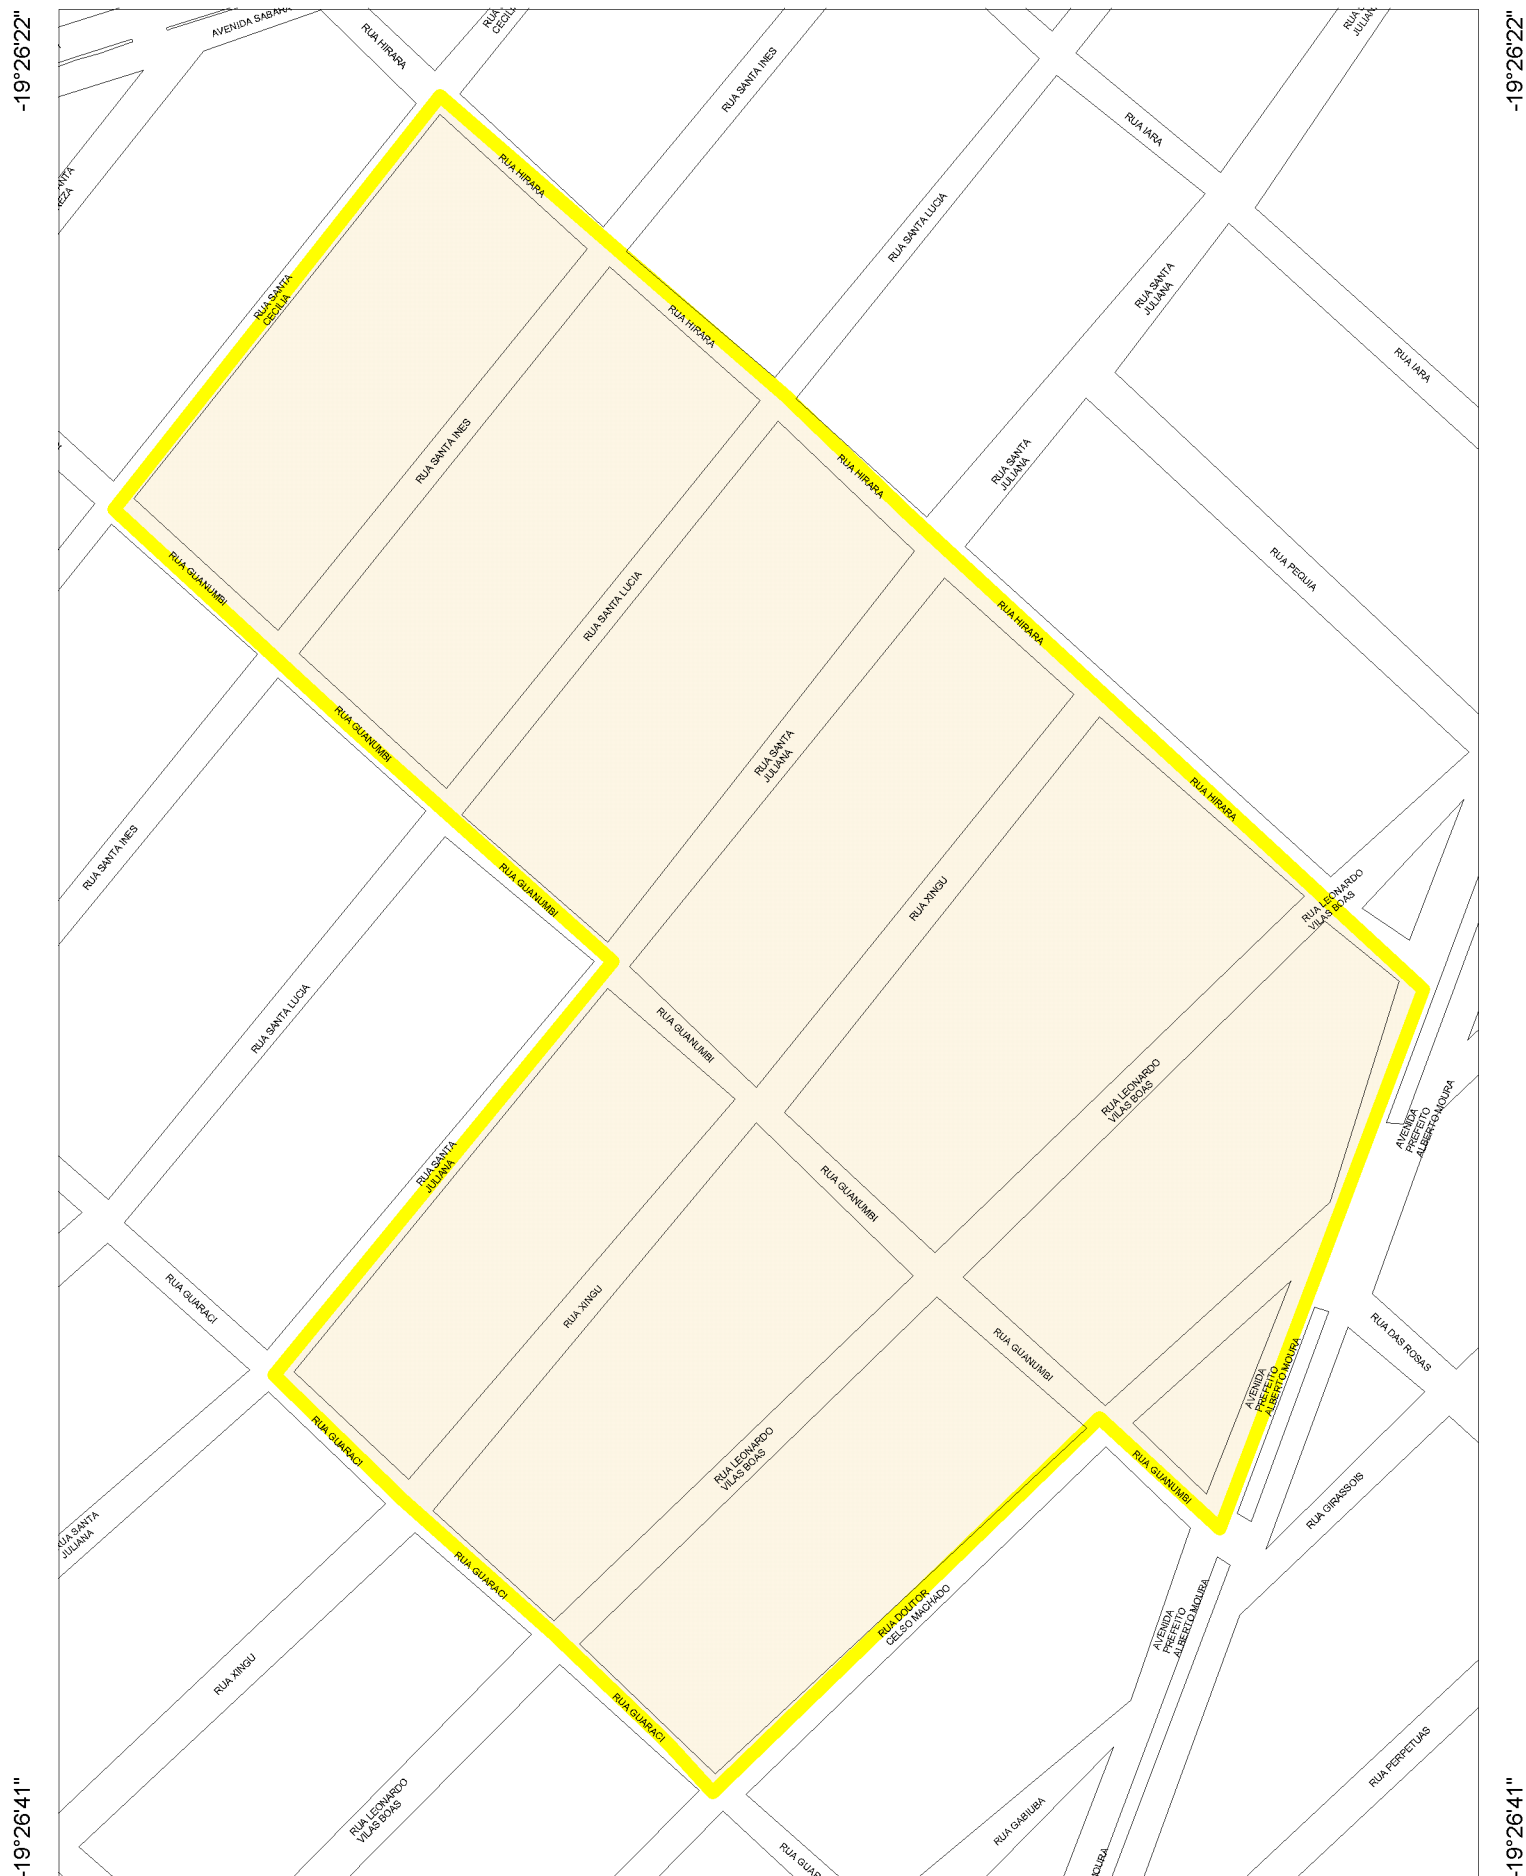 -19°26'22"
-19°26'22"
AVENIDA SABARA
RUA HIRARA
CECIL
RUA SANTA INES
JULIAN
RUA IARA
RUA HIRARA
RUA SANTA LUCIA
RUA SANTA
JULIANA
RUA SANTA
CECILIA
RUA HIRARA
RUA IARA
RUA SANTA INES
RUA HIRARA
RUA SANTA
JULIANA
RUA GUANUMBI
RUA SANTA LUCIA
RUA HIRARA
RUA PEQUIA
RUA GUANUMBI
RUA SANTA
JULIANA
RUA HIRARA
RUA SANTA INES
RUA GUANUMBI
RUA XINGU
RUA LEONARDO
VILAS BOAS
RUA SANTA LUCIA
RUA GUANUMBI
RUA LEONARDO
VILAS BOAS
AVENIDA
PREFEITO
ALBERTO MOURA
RUA SANTA
JULIANA
RUA GUANUMBI
RUA GUARACI
RUA XINGU
RUA GUANUMBI
RUA DAS ROSAS
AVENIDA
PREFEITO
ALBERTO MOURA
RUA GUARACI
RUA LEONARDO
VILAS BOAS
RUA GUANUMBI
RUA GIRASSOIS
RUA SANTA
JULIANA
RUA GUARACI
RUA DOUTOR
CELSO MACHADO
AVENIDA
PREFEITO
ALBERTO MOURA
RUA XINGU
RUA GUARACI
RUA PERPETUAS
RUA LEONARDO
VILAS BOAS
RUA GABIUBA
RUA GUAR
OURA
-19°26'41"
-19°26'41"